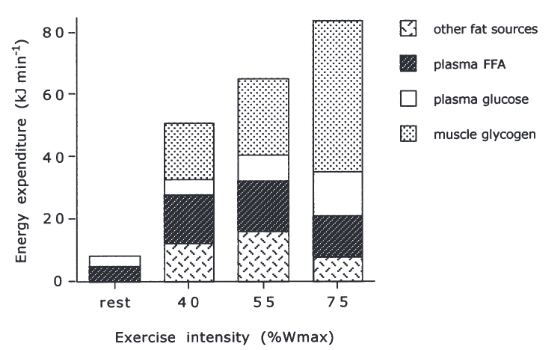 Energy expenditure (kJ min⁻¹)
80
60
40
20
0
rest
40
55
75
Exercise intensity (%Wmax)
other fat sources
plasma FFA
plasma glucose
muscle glycogen